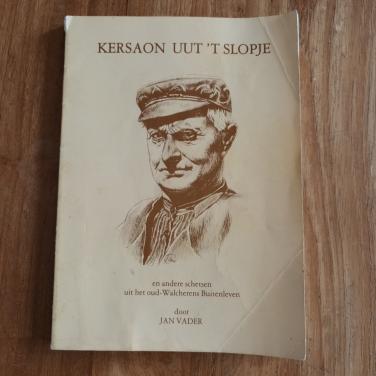 KERSAON UUT 'T SLOPJE
en andere schetsen
uit het oud-Walcherens Buitenleven
door
JAN VADER